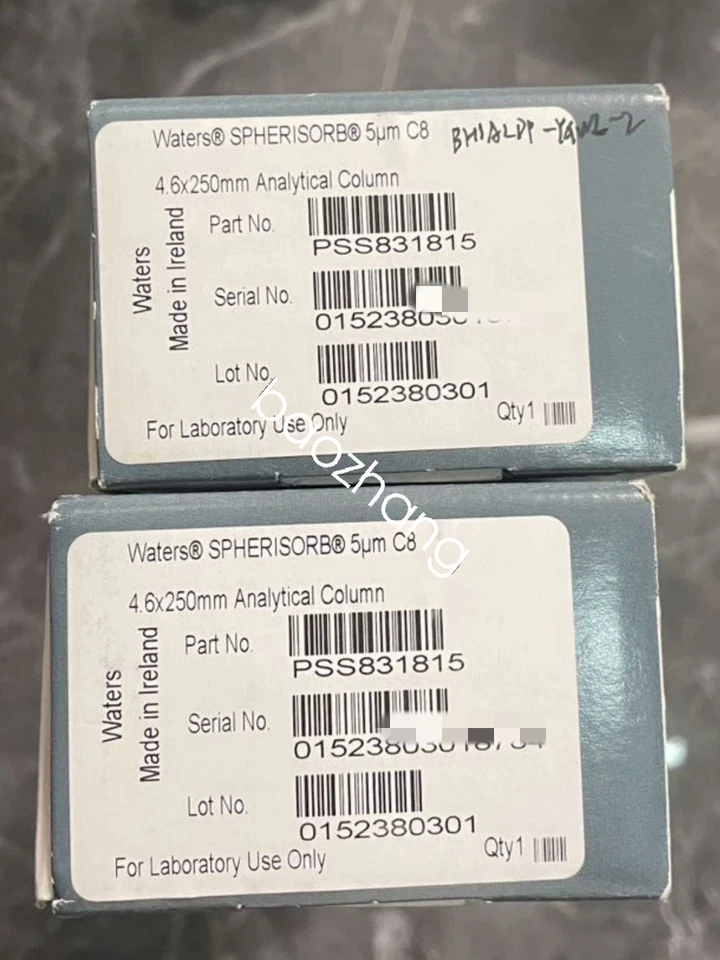 Waters® SPHERISORB® 5µm C8
4.6x250mm Analytical Column
Waters
Made in Ireland
Part No.
PSS831815
Serial No.
Lot No.
0152380301
For Laboratory Use Only
Qty1
baozhang
Waters® SPHERISORB® 5µm C8
4.6x250mm Analytical Column
Waters
Made in Ireland
Part No.
PSS831815
Serial No.
Lot No.
0152380301
For Laboratory Use Only
Qty1